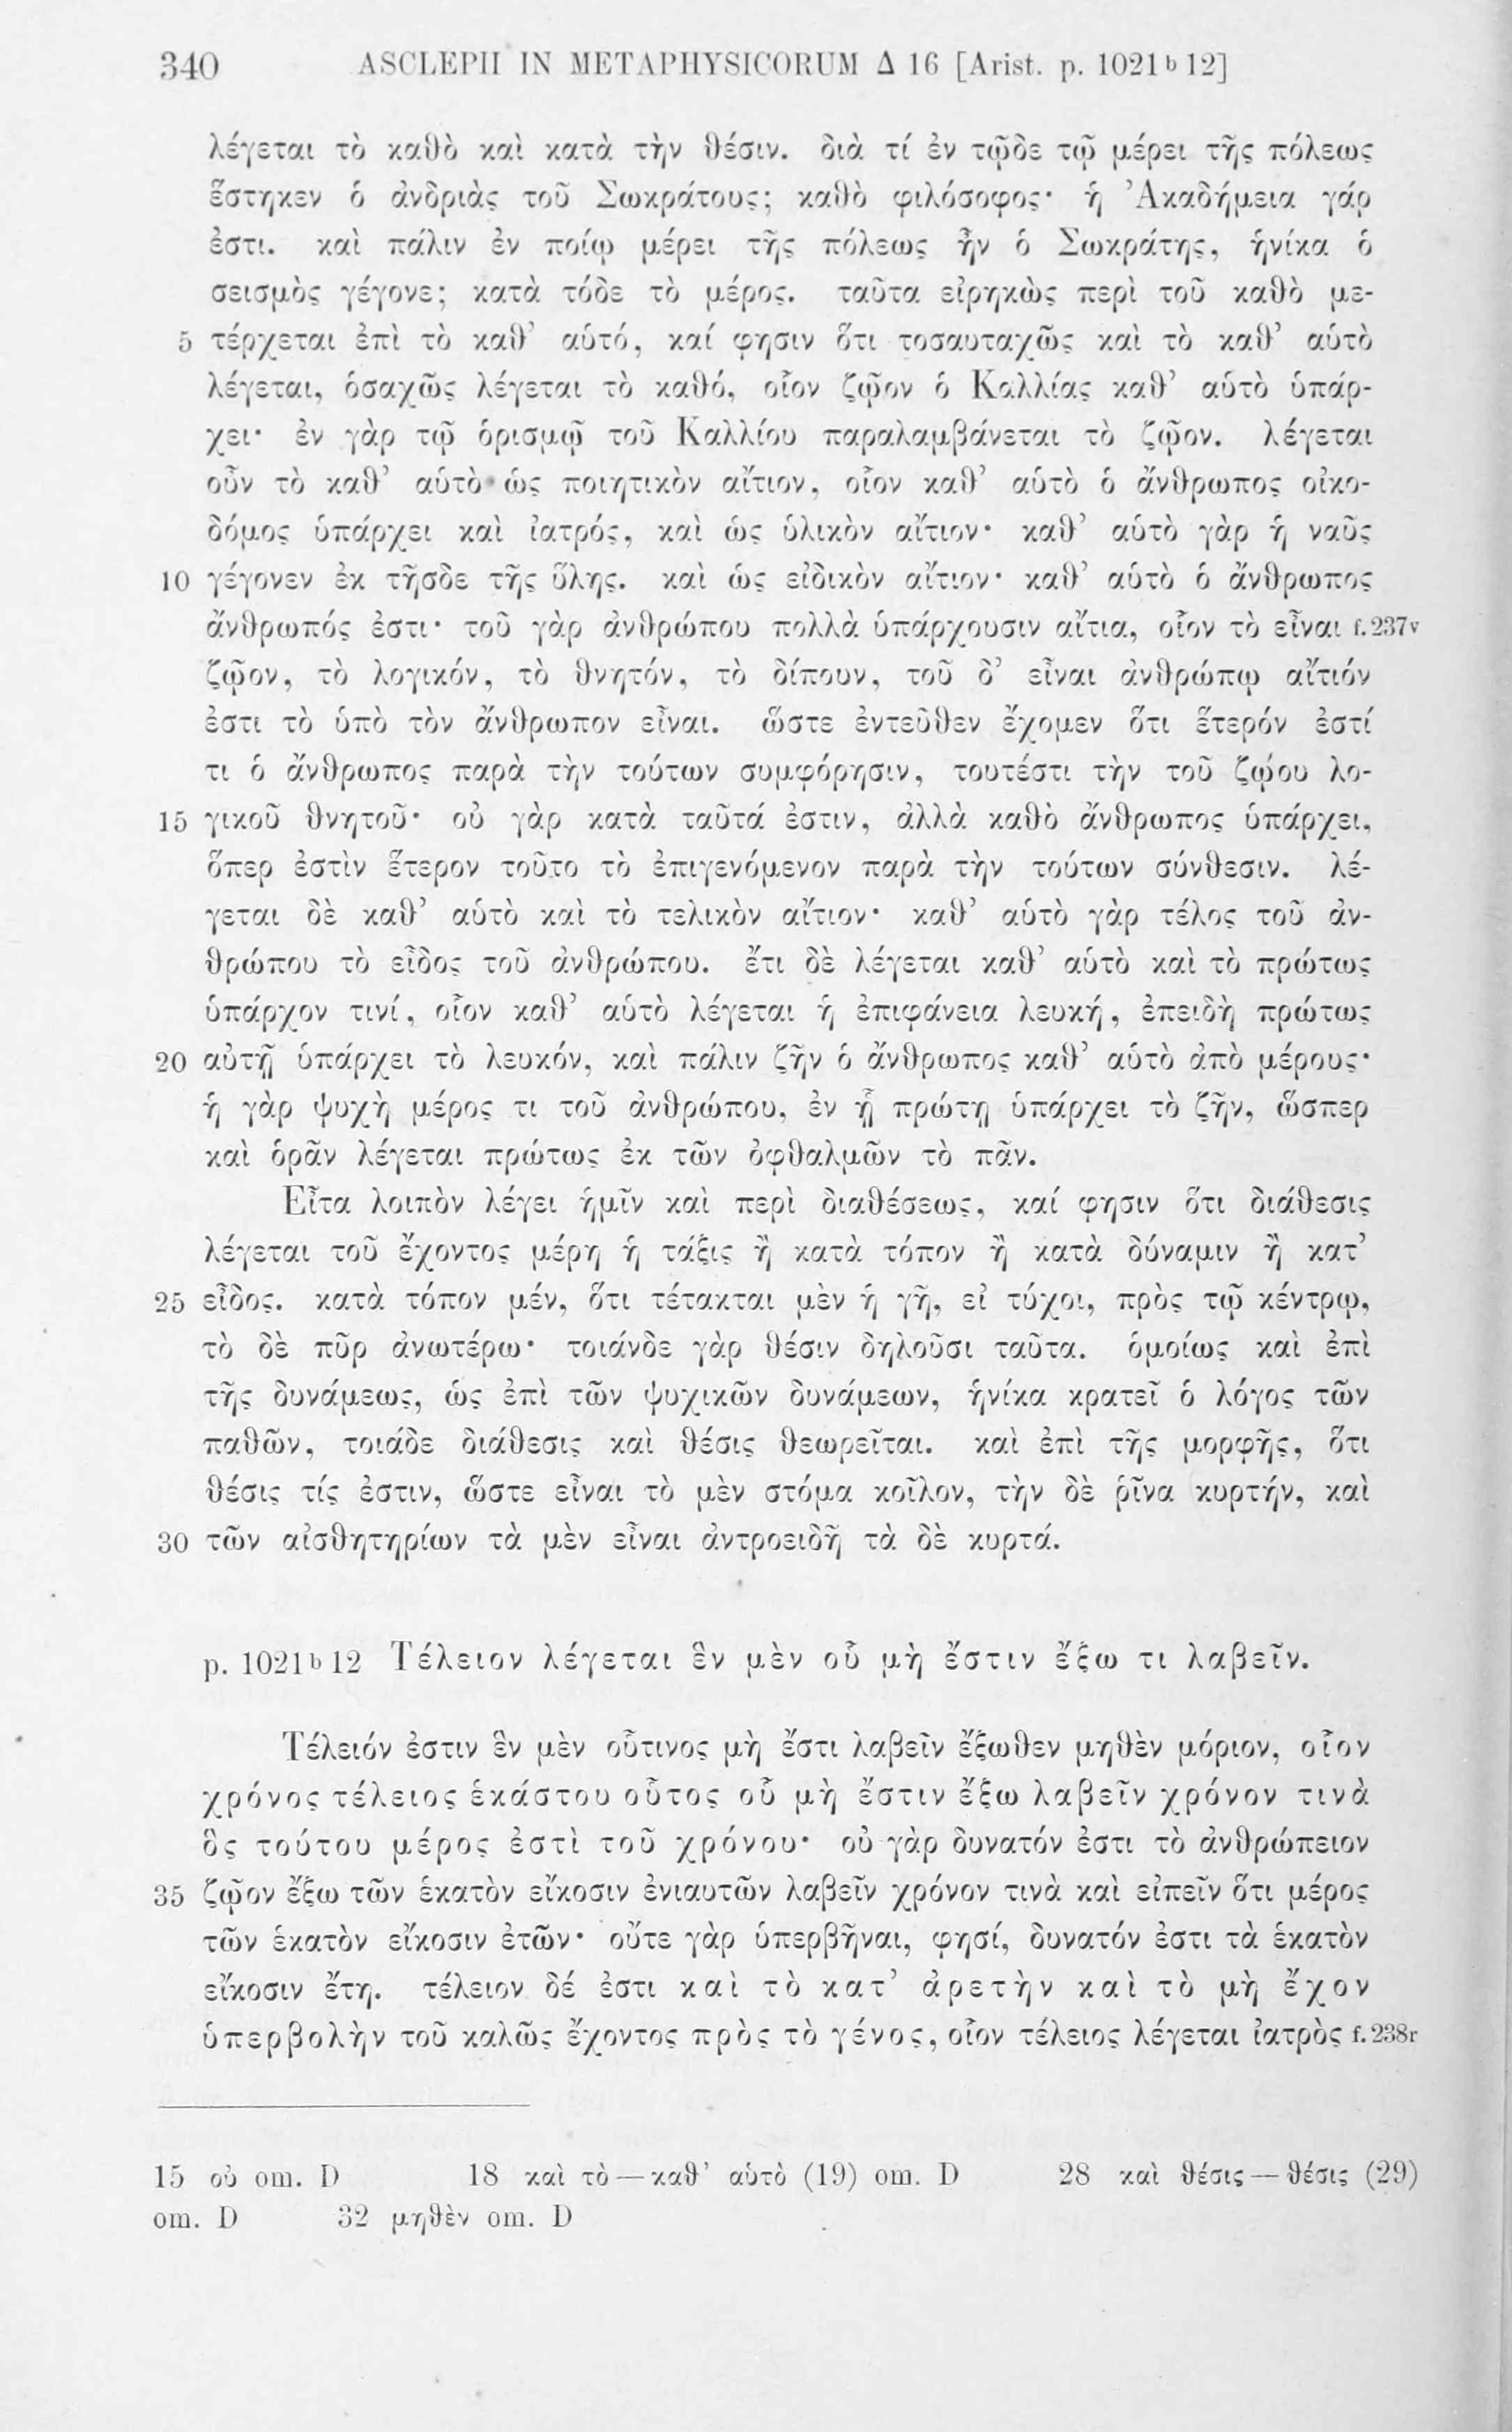 340 ASCLEPII IN METAPHYSICORUM Δ 16 [Arist. p. 1021b 12]
λέγεται τὸ καθὸ καὶ κατὰ τὴν θέσιν. διὰ τί ἐν τῷδε τῷ μέρει τῆς πόλεως
ἕστηκεν ὁ ἀνδριὰς τοῦ Σωκράτους; καθὸ φιλόσοφος· ἡ Ἀκαδήμεια γάρ
ἐστι. καὶ πάλιν ἐν ποίῳ μέρει τῆς πόλεως ἦν ὁ Σωκράτης, ἡνίκα ὁ
σεισμὸς γέγονε; κατὰ τόδε τὸ μέρος. ταῦτα εἰρηκὼς περὶ τοῦ καθὸ με-
5 τέρχεται ἐπὶ τὸ καθ’ αὑτό, καί φησιν ὅτι τοσαυταχῶς καὶ τὸ καθ’ αὑτὸ
λέγεται, ὁσαχῶς λέγεται τὸ καθό, οἷον ζῷον ὁ Καλλίας καθ’ αὑτὸ ὑπάρ-
χει· ἐν γὰρ τῷ ὁρισμῷ τοῦ Καλλίου παραλαμβάνεται τὸ ζῷον. λέγεται
οὖν τὸ καθ’ αὑτὸ ὡς ποιητικὸν αἴτιον, οἷον καθ’ αὑτὸ ὁ ἄνθρωπος οἰκο-
δόμος ὑπάρχει καὶ ἰατρός, καὶ ὡς ὑλικὸν αἴτιον· καθ’ αὑτὸ γὰρ ἡ ναῦς
10 γέγονεν ἐκ τῆσδε τῆς ὕλης. καὶ ὡς εἰδικὸν αἴτιον· καθ’ αὑτὸ ὁ ἄνθρωπος
ἄνθρωπός ἐστι· τοῦ γὰρ ἀνθρώπου πολλὰ ὑπάρχουσιν αἴτια, οἷον τὸ εἶναι f. 237v
ζῷον, τὸ λογικόν, τὸ θνητόν, τὸ δίπουν, τοῦ δ’ εἶναι ἀνθρώπῳ αἴτιόν
ἐστι τὸ ὑπὸ τὸν ἄνθρωπον εἶναι. ὥστε ἐντεῦθεν ἔχομεν ὅτι ἕτερόν ἐστί
τι ὁ ἄνθρωπος παρὰ τὴν τούτων συμφόρησιν, τουτέστι τὴν τοῦ ζῴου λο-
15 γικοῦ θνητοῦ· οὐ γὰρ κατὰ ταῦτά ἐστιν, ἀλλὰ καθὸ ἄνθρωπος ὑπάρχει,
ὅπερ ἐστὶν ἕτερον τοῦτο τὸ ἐπιγενόμενον παρὰ τὴν τούτων σύνθεσιν. λέ-
γεται δὲ καθ’ αὑτὸ καὶ τὸ τελικὸν αἴτιον· καθ’ αὑτὸ γὰρ τέλος τοῦ ἀν-
θρώπου τὸ εἶδος τοῦ ἀνθρώπου. ἔτι δὲ λέγεται καθ’ αὑτὸ καὶ τὸ πρώτως
ὑπάρχον τινί, οἷον καθ’ αὑτὸ λέγεται ἡ ἐπιφάνεια λευκή, ἐπειδὴ πρώτως
20 αὐτῇ ὑπάρχει τὸ λευκόν, καὶ πάλιν ζῆν ὁ ἄνθρωπος καθ’ αὑτὸ ἀπὸ μέρους·
ἡ γὰρ ψυχὴ μέρος τι τοῦ ἀνθρώπου, ἐν ᾗ πρώτῃ ὑπάρχει τὸ ζῆν, ὥσπερ
καὶ ὁρᾶν λέγεται πρώτως ἐκ τῶν ὀφθαλμῶν τὸ πᾶν.
Εἶτα λοιπὸν λέγει ἡμῖν καὶ περὶ διαθέσεως, καί φησιν ὅτι διάθεσις
λέγεται τοῦ ἔχοντος μέρη ἡ τάξις ἢ κατὰ τόπον ἢ κατὰ δύναμιν ἢ κατ’
25 εἶδος. κατὰ τόπον μέν, ὅτι τέτακται μὲν ἡ γῆ, εἰ τύχοι, πρὸς τῷ κέντρῳ,
τὸ δὲ πῦρ ἀνωτέρω· τοιάνδε γὰρ θέσιν δηλοῦσι ταῦτα. ὁμοίως καὶ ἐπὶ
τῆς δυνάμεως, ὡς ἐπὶ τῶν ψυχικῶν δυνάμεων, ἡνίκα κρατεῖ ὁ λόγος τῶν
παθῶν, τοιάδε διάθεσις καὶ θέσις θεωρεῖται. καὶ ἐπὶ τῆς μορφῆς, ὅτι
θέσις τίς ἐστιν, ὥστε εἶναι τὸ μὲν στόμα κοῖλον, τὴν δὲ ῥῖνα κυρτήν, καὶ
30 τῶν αἰσθητηρίων τὰ μὲν εἶναι ἀντροειδῆ τὰ δὲ κυρτά.
p. 1021b 12 Τέλειον λέγεται ἓν μὲν οὗ μὴ ἔστιν ἔξω τι λαβεῖν.
Τέλειόν ἐστιν ἓν μὲν οὗτινος μὴ ἔστι λαβεῖν ἔξωθεν μηθὲν μόριον, οἷον
χρόνος τέλειος ἑκάστου οὗτος οὗ μὴ ἔστιν ἔξω λαβεῖν χρόνον τινὰ
ὃς τούτου μέρος ἐστὶ τοῦ χρόνου· οὐ γὰρ δυνατόν ἐστι τὸ ἀνθρώπειον
35 ζῷον ἔξω τῶν ἑκατὸν εἴκοσιν ἐνιαυτῶν λαβεῖν χρόνον τινὰ καὶ εἰπεῖν ὅτι μέρος
τῶν ἑκατὸν εἴκοσιν ἐτῶν· οὔτε γὰρ ὑπερβῆναι, φησί, δυνατόν ἐστι τὰ ἑκατὸν
εἴκοσιν ἔτη. τέλειον δέ ἐστι καὶ τὸ κατ’ ἀρετὴν καὶ τὸ μὴ ἔχον
ὑπερβολὴν τοῦ καλῶς ἔχοντος πρὸς τὸ γένος, οἷον τέλειος λέγεται ἰατρὸς f. 238r
15 οὐ om. D 18 καὶ τὸ — καθ’ αὑτὸ (19) om. D 28 καὶ θέσις — θέσις (29)
om. D 32 μηθὲν om. D